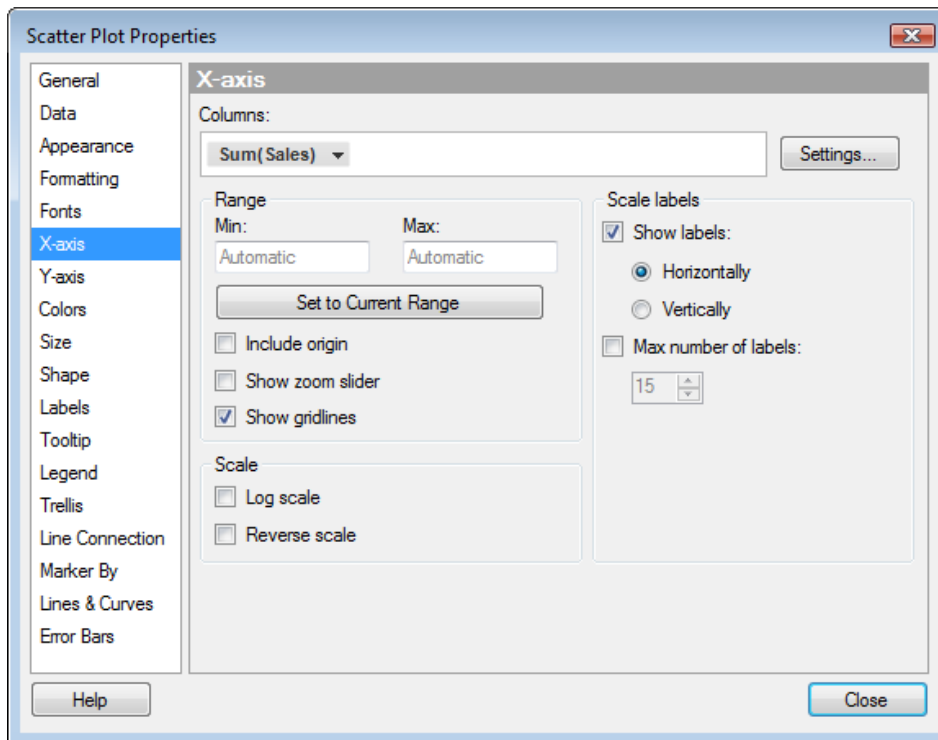 Scatter Plot Properties
General
Data
Appearance
Formatting
Fonts
X-axis
Y-axis
Colors
Size
Shape
Labels
Tooltip
Legend
Trellis
Line Connection
Marker By
Lines & Curves
Error Bars
X-axis
Columns:
Sum(Sales)
Settings...
Range
Min: Max:
Automatic Automatic
Set to Current Range
Include origin
Show zoom slider
Show gridlines
Scale
Log scale
Reverse scale
Scale labels
Show labels:
Horizontally
Vertically
Max number of labels:
15
Help
Close